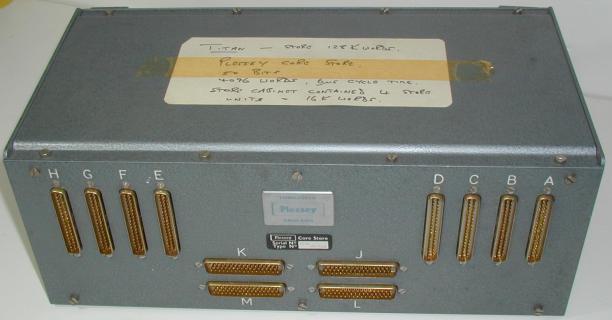 TITAN — STORE 128K WORDS.
PLESSEY CORE STORE.
50 BITS
4096 WORDS, 6us CYCLE TIME.
STORE CABINET CONTAINED 4 STORE
UNITS - 16K WORDS.
H G F E
D C B A
Plessey
Plessey Core Store
Serial Nº
Type Nº
K J
M L